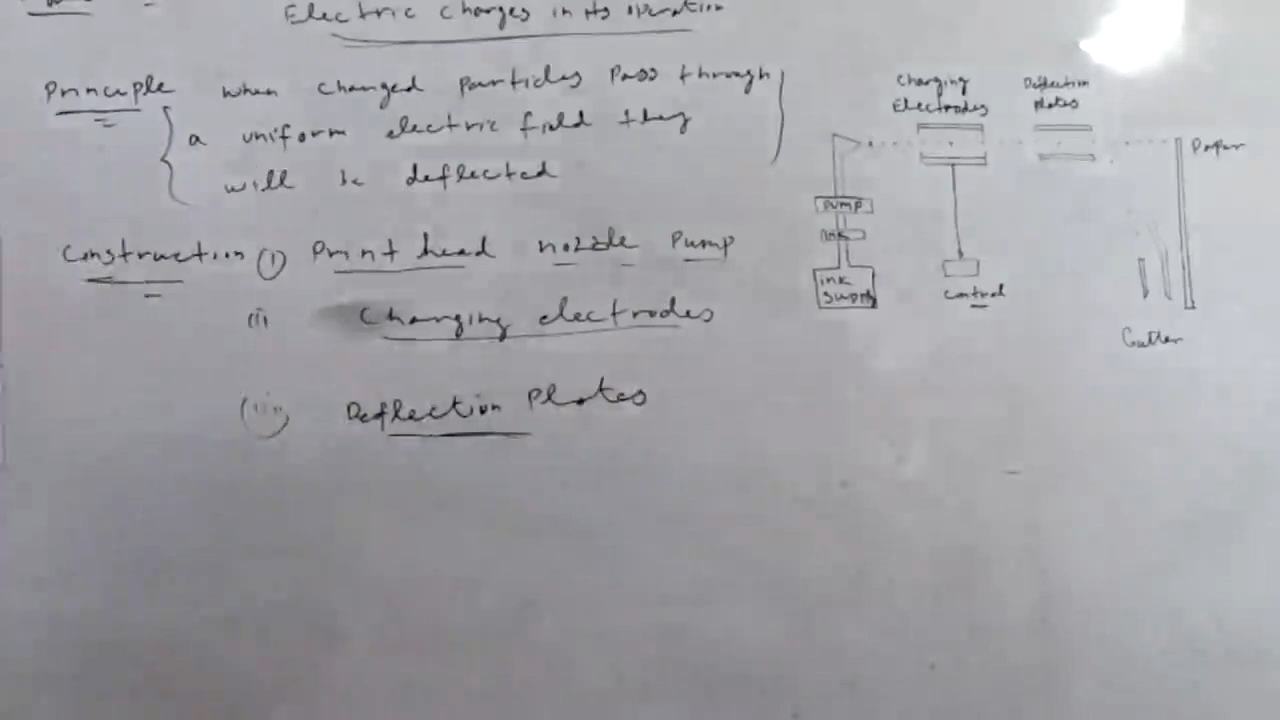 Electric Charges in its operation
Principle when charged particles pass through
a uniform electric field they
will be deflected
Construction (i) Print head nozzle Pump
(ii) Charging electrodes
(iii) Deflection Plates
Charging
Electrodes
Deflection
Plates
Paper
PUMP
ink
supply
Control
Gutter